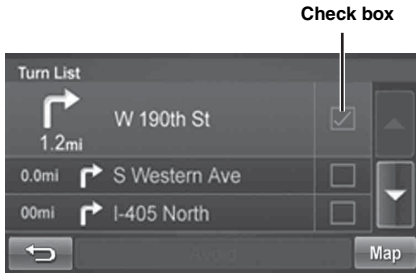 Check box
Turn List
W 190th St
1.2mi
0.0mi S Western Ave
00mi I-405 North
Avoid Map